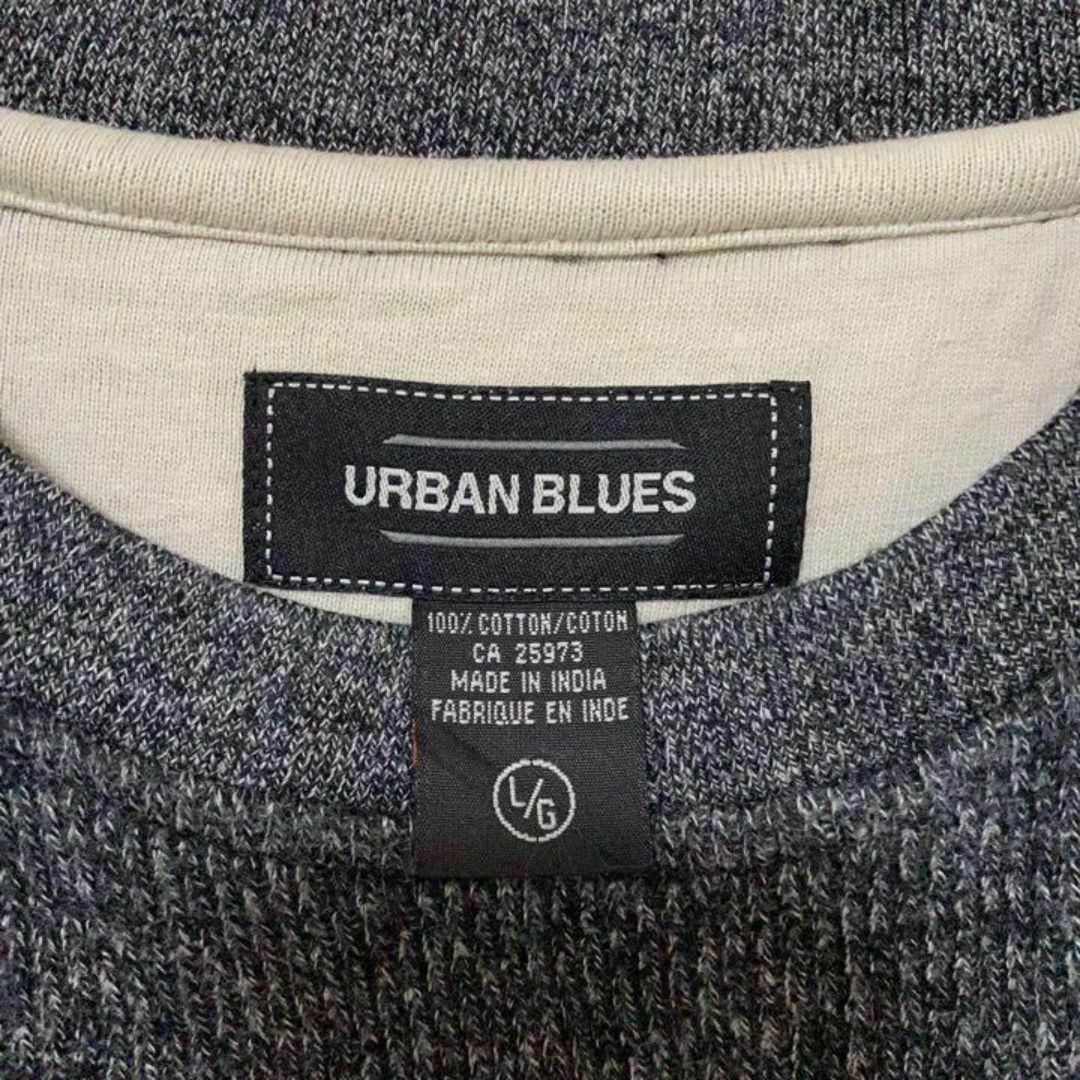 URBAN BLUES
100% COTTON/COTON
CA 25973
MADE IN INDIA
FABRIQUE EN INDE
L/G